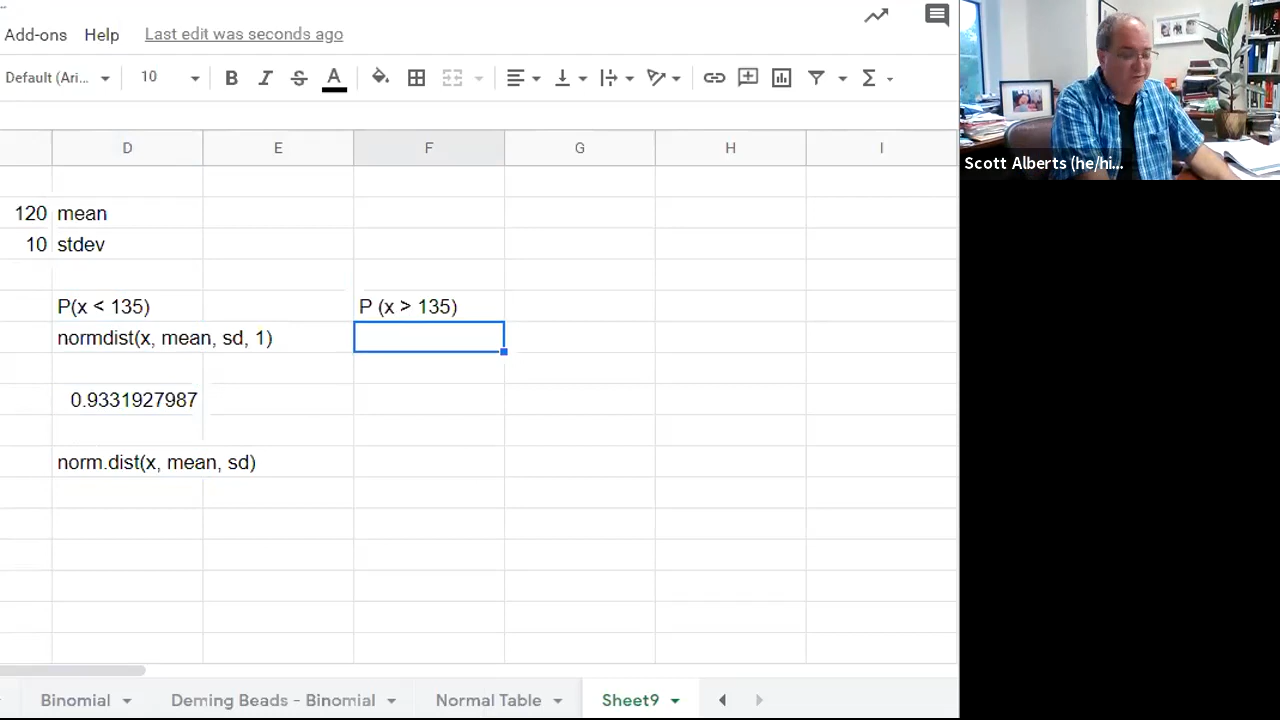 Add-ons Help Last edit was seconds ago
Default (Ari... 10 B I S A Σ
D E F G H I
120 mean
10 stdev
P(x < 135) P (x > 135)
normdist(x, mean, sd, 1)
0.9331927987
norm.dist(x, mean, sd)
Binomial Deming Beads - Binomial Normal Table Sheet9
Scott Alberts (he/hi...